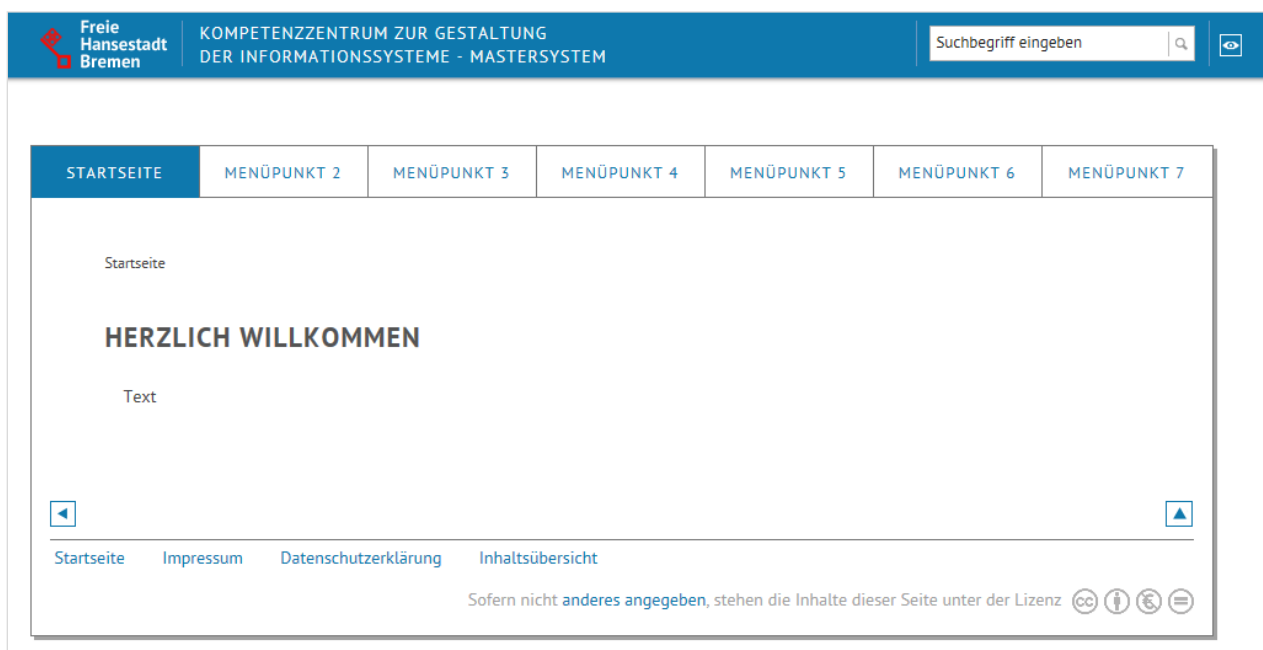 Freie
Hansestadt
Bremen
KOMPETENZZENTRUM ZUR GESTALTUNG
DER INFORMATIONSSYSTEME - MASTERSYSTEM
Suchbegriff eingeben
STARTSEITE MENÜPUNKT 2 MENÜPUNKT 3 MENÜPUNKT 4 MENÜPUNKT 5 MENÜPUNKT 6 MENÜPUNKT 7
Startseite
HERZLICH WILLKOMMEN
Text
Startseite Impressum Datenschutzerklärung Inhaltsübersicht
Sofern nicht anderes angegeben, stehen die Inhalte dieser Seite unter der Lizenz cc